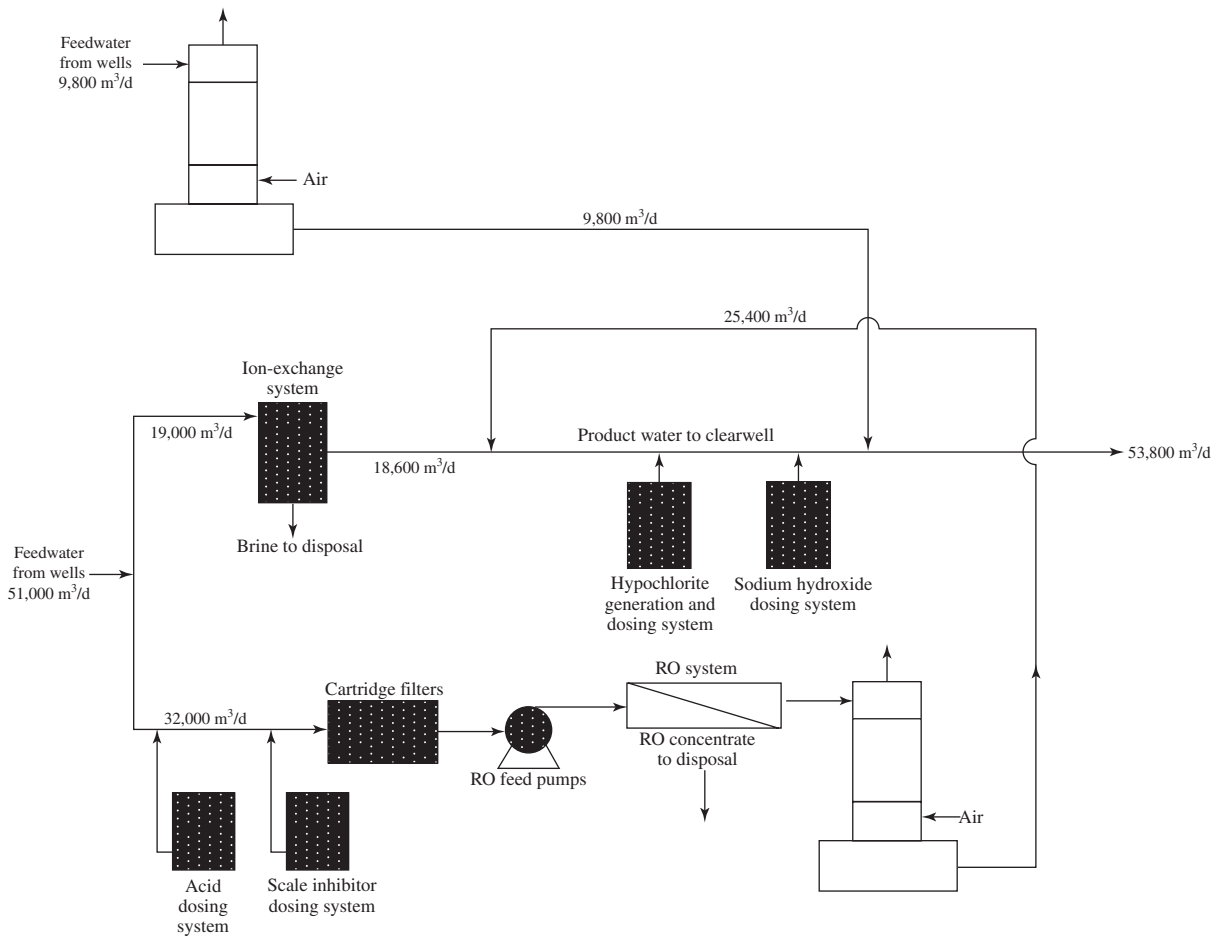 Feedwater
from wells
9,800 m³/d
Air
9,800 m³/d
25,400 m³/d
Ion-exchange
system
19,000 m³/d
Product water to clearwell
18,600 m³/d
53,800 m³/d
Brine to disposal
Feedwater
from wells
51,000 m³/d
Hypochlorite
generation and
dosing system
Sodium hydroxide
dosing system
RO system
Cartridge filters
32,000 m³/d
RO concentrate
to disposal
RO feed pumps
Air
Acid
dosing
system
Scale inhibitor
dosing system